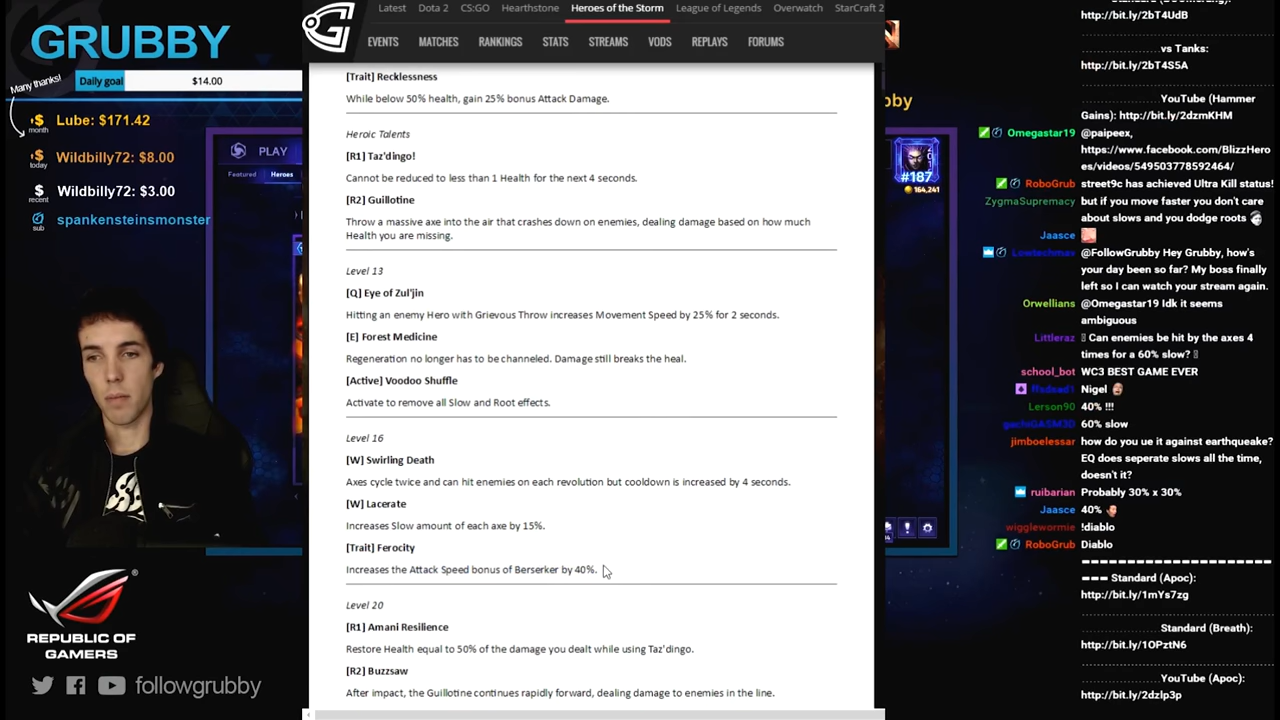 GRUBBY
Many thanks!
Daily goal
$14.00
month
Lube: $171.42
today
Wildbilly72: $8.00
recent
Wildbilly72: $3.00
sub
spankensteinsmonster
PLAY
Featured
Heroes
REPUBLIC OF
GAMERS
followgrubby
Latest
Dota 2
CS:GO
Hearthstone
Heroes of the Storm
League of Legends
Overwatch
StarCraft 2
EVENTS
MATCHES
RANKINGS
STATS
STREAMS
VODS
REPLAYS
FORUMS
[Trait] Recklessness
While below 50% health, gain 25% bonus Attack Damage.
Heroic Talents
[R1] Taz'dingo!
Cannot be reduced to less than 1 Health for the next 4 seconds.
[R2] Guillotine
Throw a massive axe into the air that crashes down on enemies, dealing damage based on how much
Health you are missing.
Level 13
[Q] Eye of Zul'jin
Hitting an enemy Hero with Grievous Throw increases Movement Speed by 25% for 2 seconds.
[E] Forest Medicine
Regeneration no longer has to be channeled. Damage still breaks the heal.
[Active] Voodoo Shuffle
Activate to remove all Slow and Root effects.
Level 16
[W] Swirling Death
Axes cycle twice and can hit enemies on each revolution but cooldown is increased by 4 seconds.
[W] Lacerate
Increases Slow amount of each axe by 15%.
[Trait] Ferocity
Increases the Attack Speed bonus of Berserker by 40%.
Level 20
[R1] Amani Resilience
Restore Health equal to 50% of the damage you dealt while using Taz'dingo.
[R2] Buzzsaw
After impact, the Guillotine continues rapidly forward, dealing damage to enemies in the line.
bby
#187
164,241
http://bit.ly/2bT4UdB
vs Tanks:
http://bit.ly/2bT4S5A
YouTube (Hammer
Gains): http://bit.ly/2dzmKHM
Omegastar19 @paipeex,
https://www.facebook.com/BlizzHero
es/videos/549503778592464/
RoboGrub street9c has achieved Ultra Kill status!
ZygmaSupremacy but if you move faster you don't care
about slows and you dodge roots
Jaasce
Lowtechmax @FollowGrubby Hey Grubby, how's
your day been so far? My boss finally
left so I can watch your stream again.
Orwellians @Omegastar19 Idk it seems
ambiguous
Littleraz Can enemies be hit by the axes 4
times for a 60% slow?
school_bot WC3 BEST GAME EVER
Nigel
Lerson90 40% !!!
60% slow
jimboelessar how do you ue it against earthqueake?
EQ does seperate slows all the time,
doesn't it?
ruibarian Probably 30% x 30%
Jaasce 40%
wigglewormie !diablo
RoboGrub Diablo
Standard (Apoc):
http://bit.ly/1mYs7zg
Standard (Breath):
http://bit.ly/1OPztN6
YouTube (Apoc):
http://bit.ly/2dzlp3p